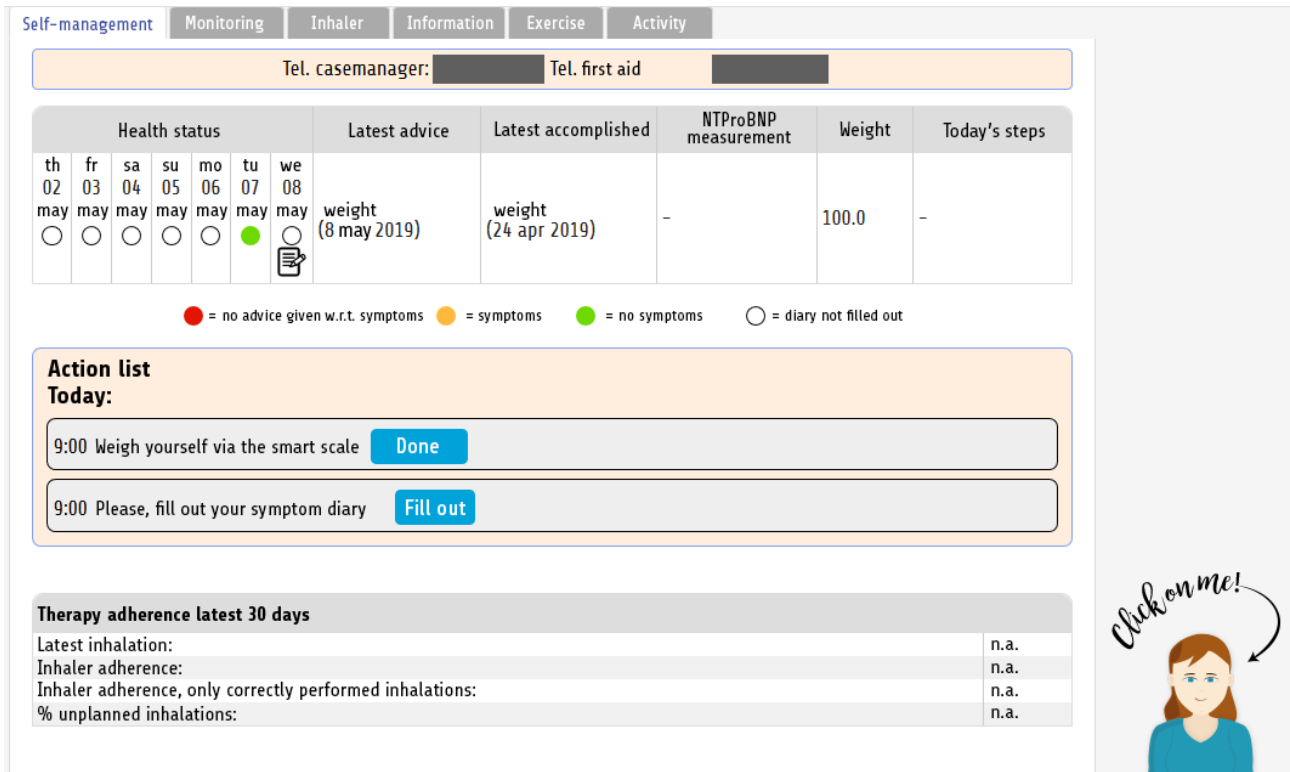 Self-management Monitoring Inhaler Information Exercise Activity
Tel. casemanager: Tel. first aid
Health status Latest advice Latest accomplished NTProBNP measurement Weight Today's steps
th fr sa su mo tu we
02 03 04 05 06 07 08
may may may may may may may
weight
(8 may 2019)
weight
(24 apr 2019)
– 100.0 –
= no advice given w.r.t. symptoms = symptoms = no symptoms = diary not filled out
Action list
Today:
9:00 Weigh yourself via the smart scale Done
9:00 Please, fill out your symptom diary Fill out
Therapy adherence latest 30 days
Latest inhalation: n.a.
Inhaler adherence: n.a.
Inhaler adherence, only correctly performed inhalations: n.a.
% unplanned inhalations: n.a.
Click on me!